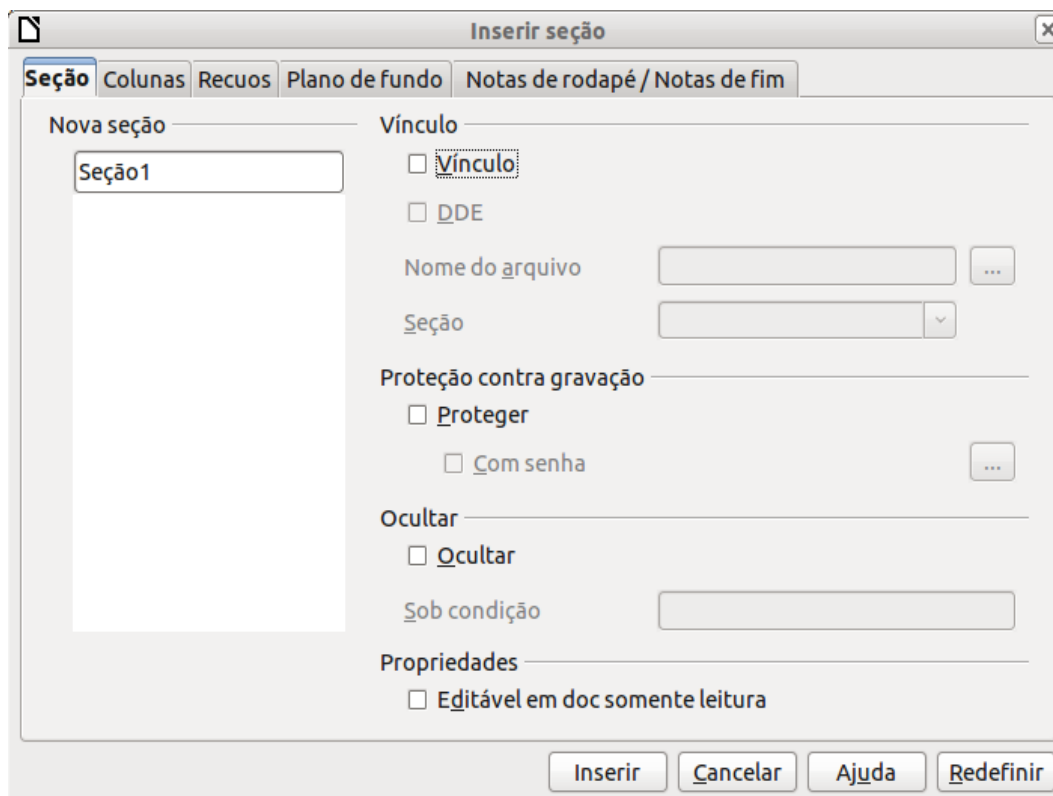 Inserir seção
Seção Colunas Recuos Plano de fundo Notas de rodapé / Notas de fim
Nova seção
Seção1
Vínculo
Vínculo
DDE
Nome do arquivo ...
Seção
Proteção contra gravação
Proteger
Com senha ...
Ocultar
Ocultar
Sob condição
Propriedades
Editável em doc somente leitura
Inserir Cancelar Ajuda Redefinir